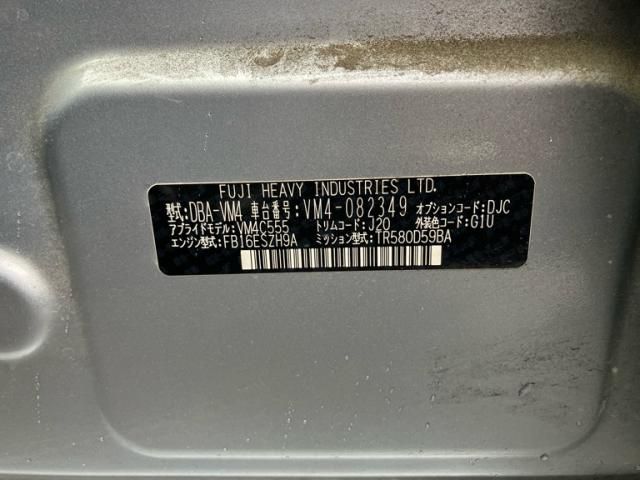 FUJI HEAVY INDUSTRIES LTD.
型式:DBA-VM4 車台番号:VM4-082349 オプションコード:DJC
アプライドモデル:VM4C555 トリムコード:J20 外装色コード:G1U
エンジン型式:FB16ESZH9A ミッション型式:TR580D59BA